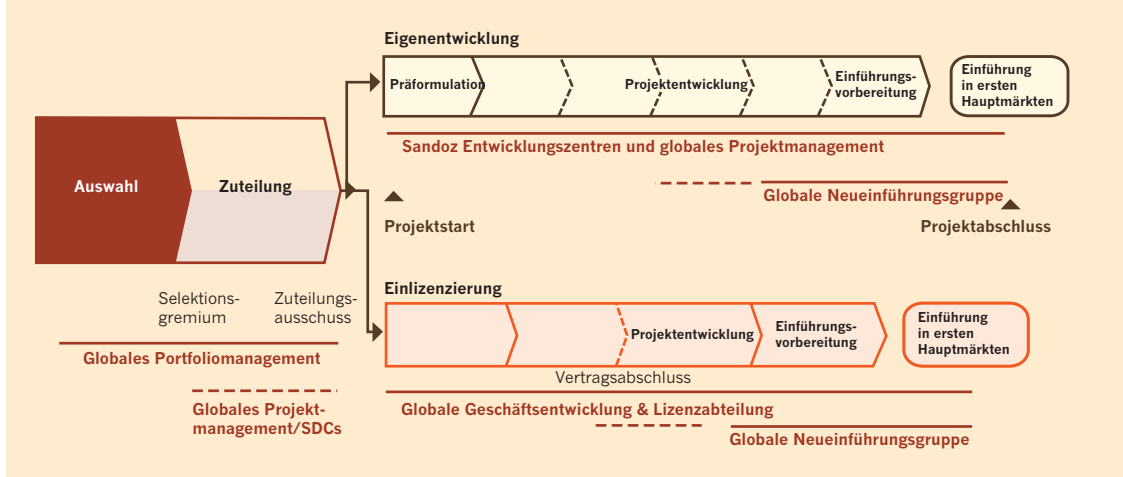 Eigenentwicklung
Präformulation
Projektentwicklung
Einführungs-
vorbereitung
Einführung
in ersten
Hauptmärkten
Sandoz Entwicklungszentren und globales Projektmanagement
Globale Neueinführungsgruppe
Projektstart
Projektabschluss
Auswahl
Zuteilung
Selektions-
gremium
Zuteilungs-
ausschuss
Globales Portfoliomanagement
Globales Projekt-
management/SDCs
Einlizenzierung
Projektentwicklung
Einführungs-
vorbereitung
Einführung
in ersten
Hauptmärkten
Vertragsabschluss
Globale Geschäftsentwicklung & Lizenzabteilung
Globale Neueinführungsgruppe